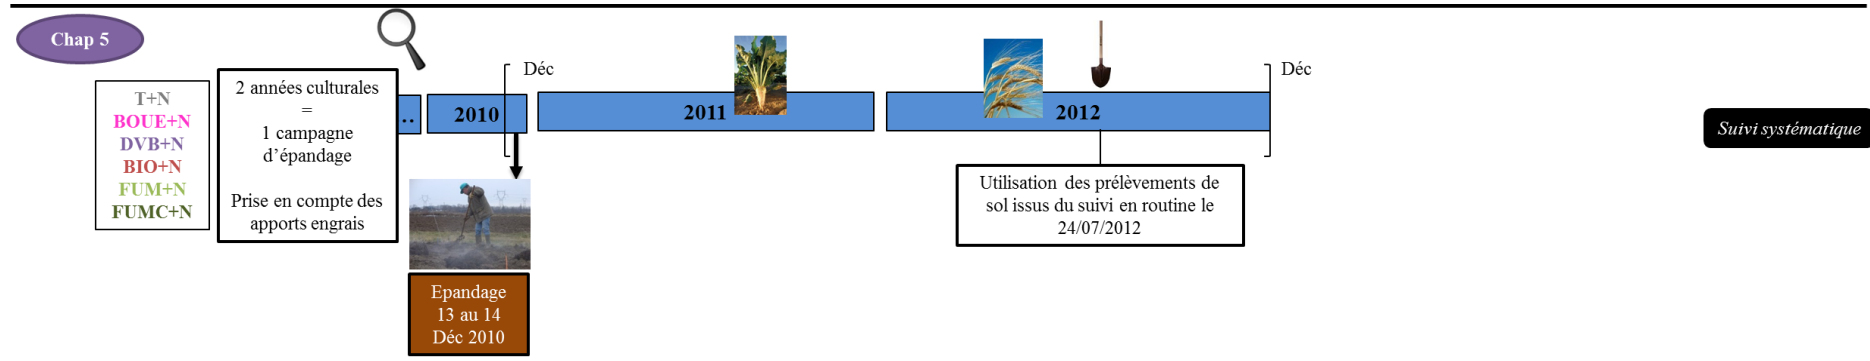 Chap 5
T+N
BOUE+N
DVB+N
BIO+N
FUM+N
FUMC+N
2 années culturales
=
1 campagne
d’épandage
Prise en compte des
apports engrais
..
2010
Déc
2011
2012
Déc
Suivi systématique
Epandage
13 au 14
Déc 2010
Utilisation des prélèvements de
sol issus du suivi en routine le
24/07/2012